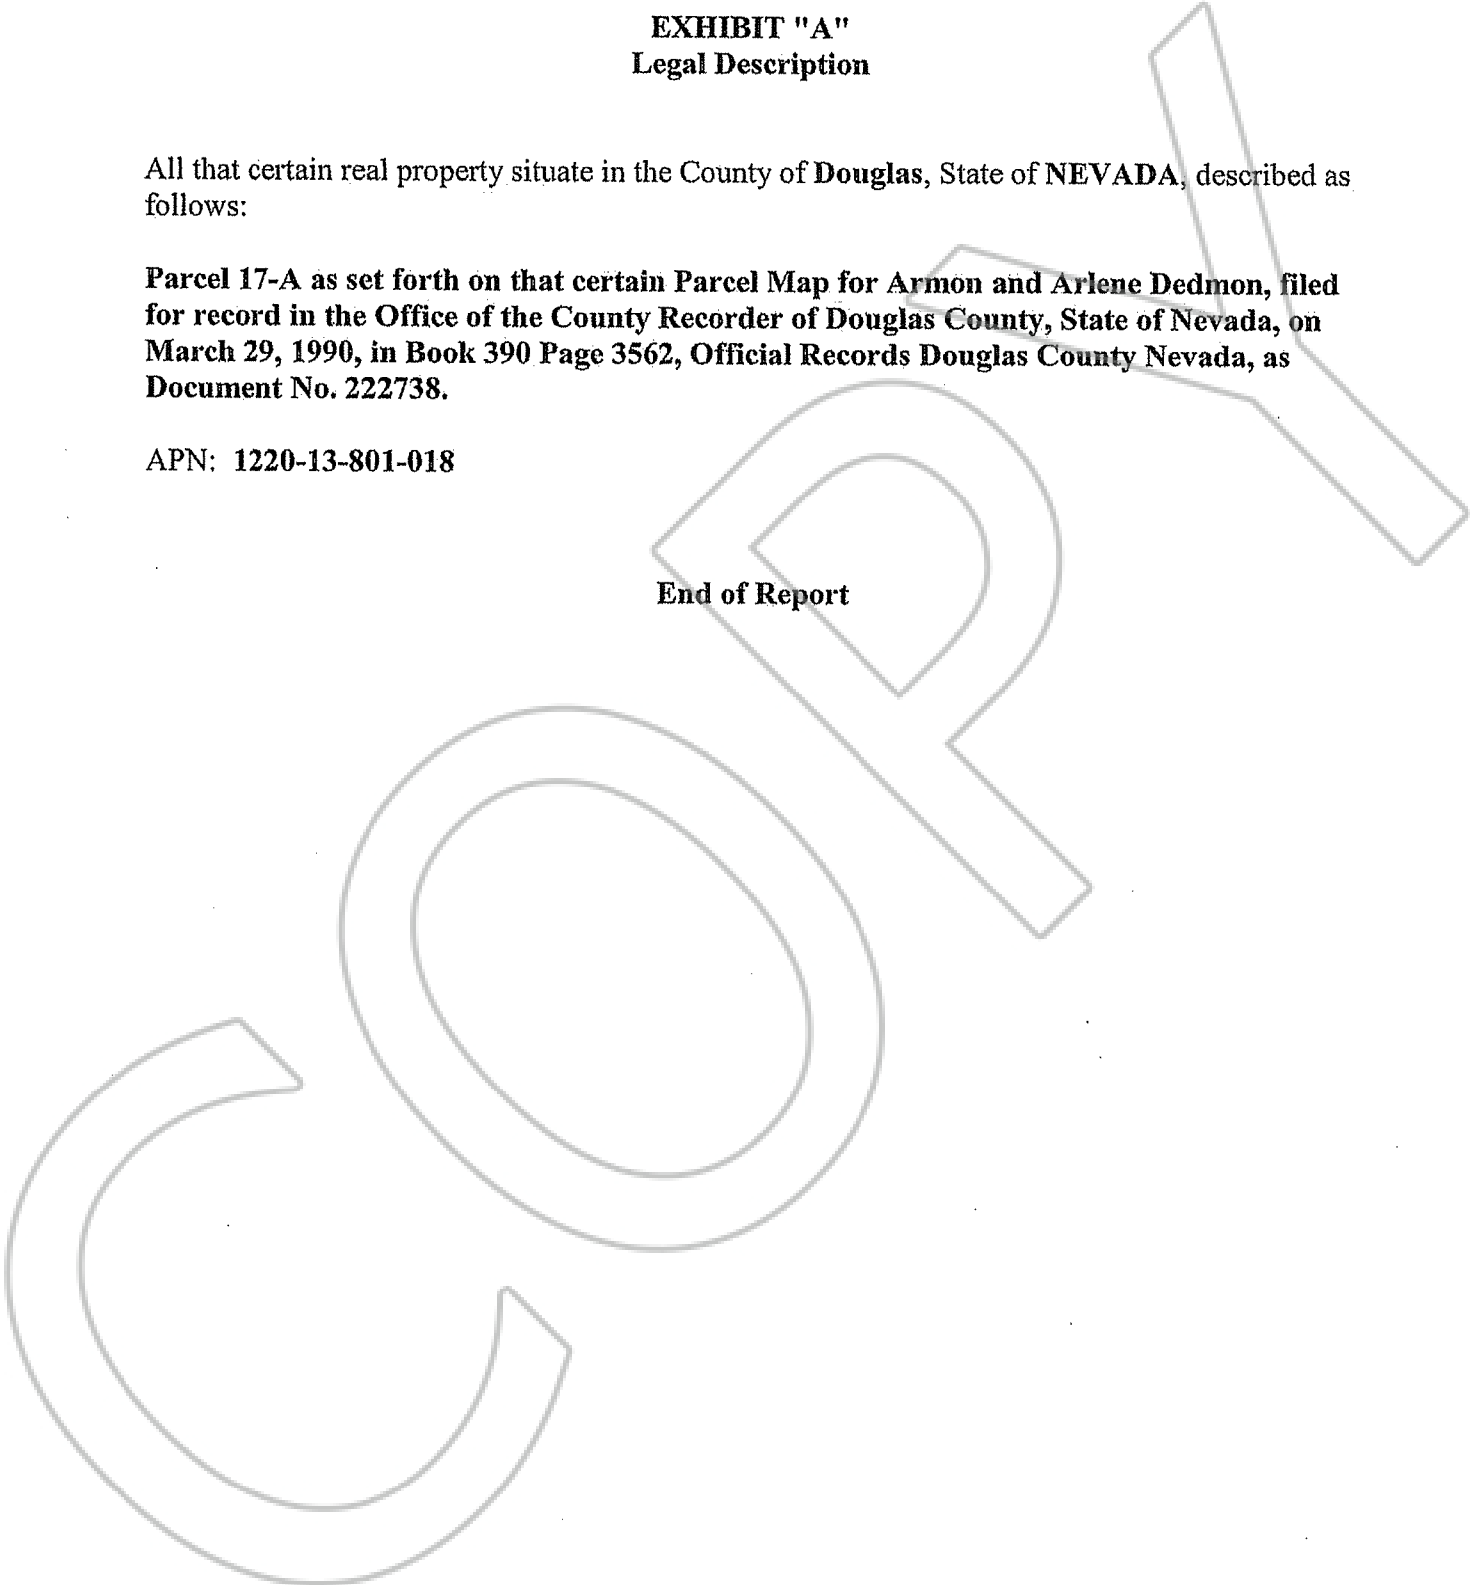 EXHIBIT "A"
Legal Description
All that certain real property situate in the County of Douglas, State of NEVADA, described as
follows:
Parcel 17-A as set forth on that certain Parcel Map for Armon and Arlene Dedmon, filed
for record in the Office of the County Recorder of Douglas County, State of Nevada, on
March 29, 1990, in Book 390 Page 3562, Official Records Douglas County Nevada, as
Document No. 222738.
APN: 1220-13-801-018
End of Report
COPY